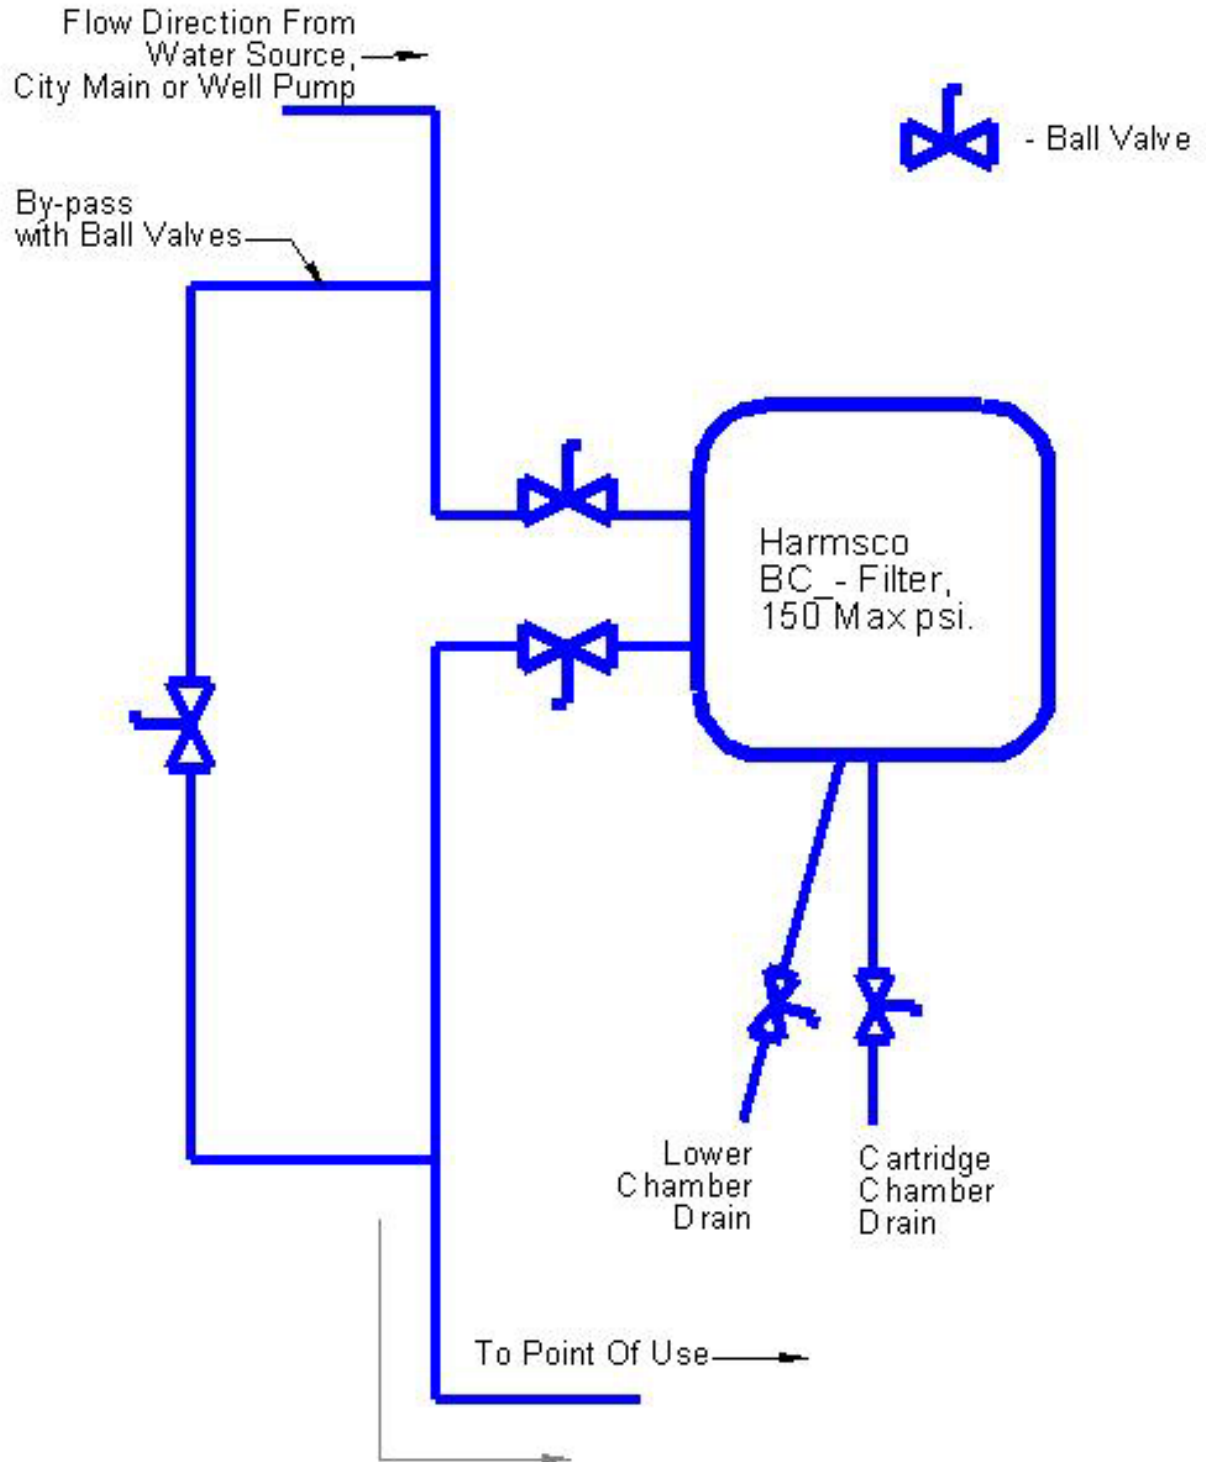 Flow Direction From
Water Source,
City Main or Well Pump
- Ball Valve
By-pass
with Ball Valves
Harmsco
BC_- Filter,
150 Max psi.
Lower
Chamber
Drain
Cartridge
Chamber
Drain
To Point Of Use